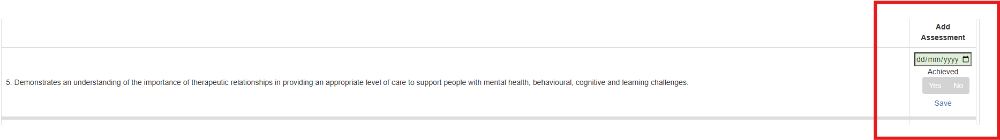 Add
Assessment
dd/mm/yyyy
5. Demonstrates an understanding of the importance of therapeutic relationships in providing an appropriate level of care to support people with mental health, behavioural, cognitive and learning challenges.
Achieved
Yes No
Save